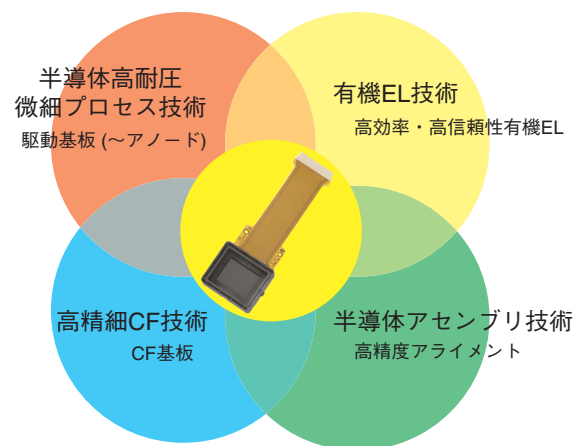 半導体高耐圧
微細プロセス技術
駆動基板 (～アノード)
有機EL技術
高効率・高信頼性有機EL
高精細CF技術
CF基板
半導体アセンブリ技術
高精度アライメント